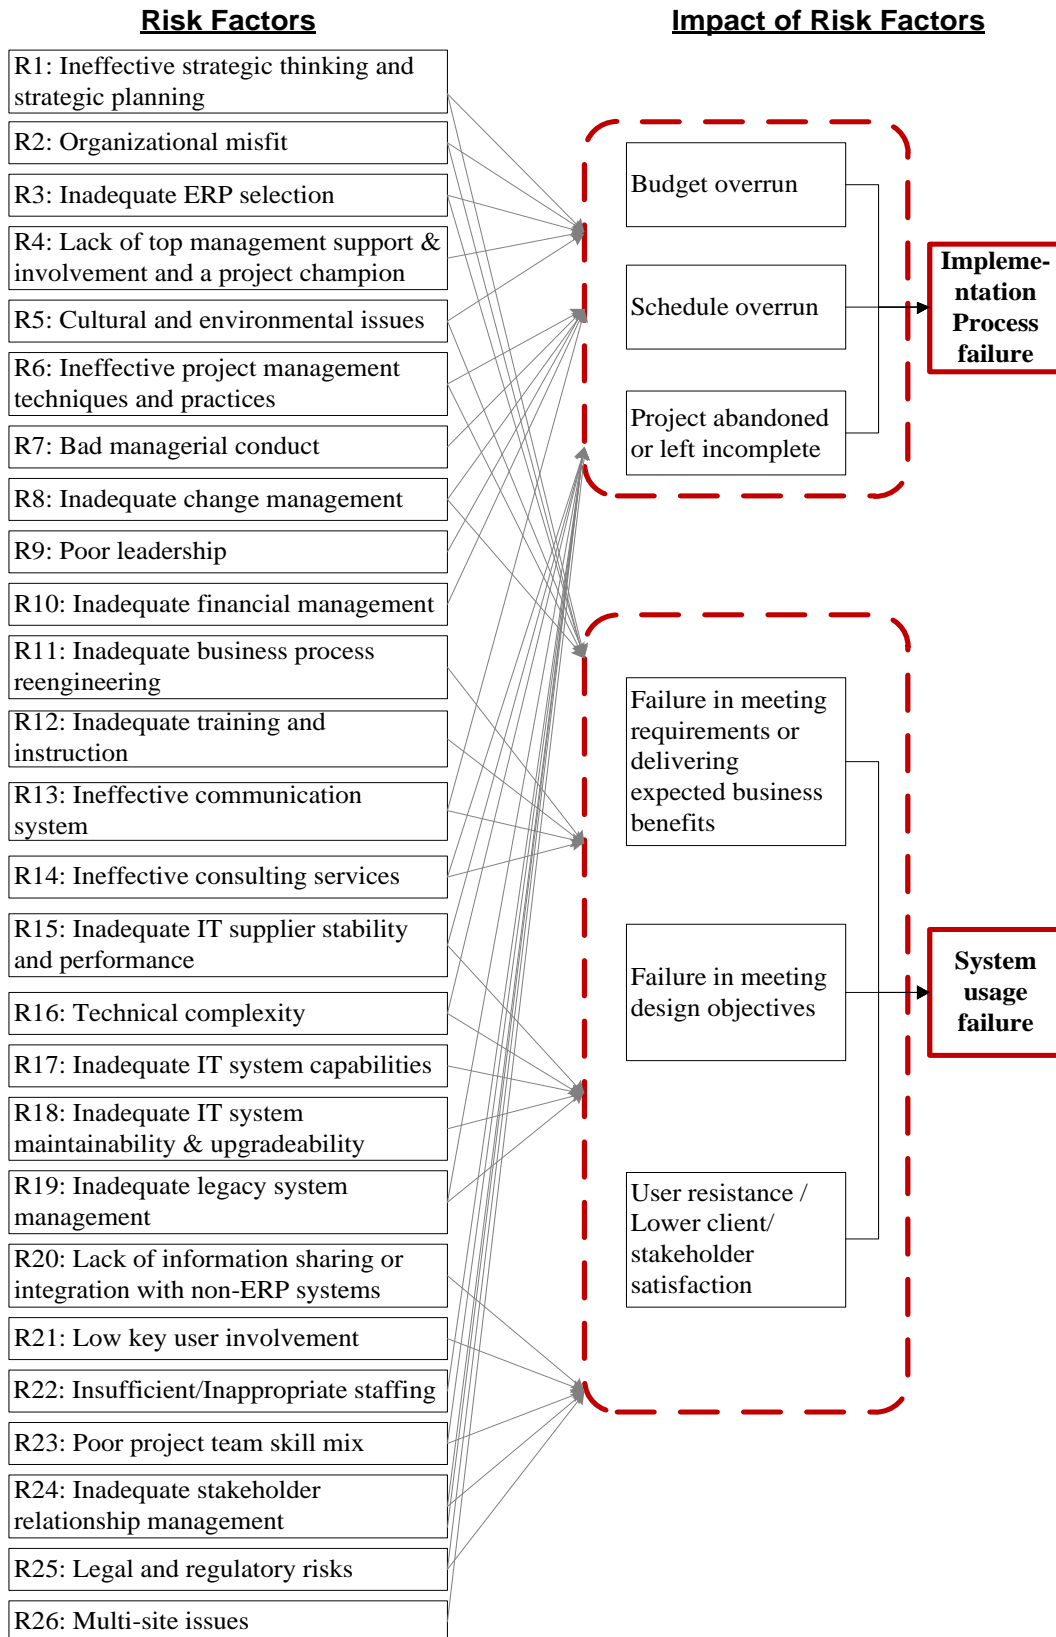 Risk Factors
R1: Ineffective strategic thinking and
strategic planning
R2: Organizational misfit
R3: Inadequate ERP selection
R4: Lack of top management support &
involvement and a project champion
R5: Cultural and environmental issues
R6: Ineffective project management
techniques and practices
R7: Bad managerial conduct
R8: Inadequate change management
R9: Poor leadership
R10: Inadequate financial management
R11: Inadequate business process
reengineering
R12: Inadequate training and
instruction
R13: Ineffective communication
system
R14: Ineffective consulting services
R15: Inadequate IT supplier stability
and performance
R16: Technical complexity
R17: Inadequate IT system capabilities
R18: Inadequate IT system
maintainability & upgradeability
R19: Inadequate legacy system
management
R20: Lack of information sharing or
integration with non-ERP systems
R21: Low key user involvement
R22: Insufficient/Inappropriate staffing
R23: Poor project team skill mix
R24: Inadequate stakeholder
relationship management
R25: Legal and regulatory risks
R26: Multi-site issues
Impact of Risk Factors
Budget overrun
Schedule overrun
Project abandoned
or left incomplete
Impleme-
ntation
Process
failure
Failure in meeting
requirements or
delivering
expected business
benefits
Failure in meeting
design objectives
User resistance /
Lower client/
stakeholder
satisfaction
System
usage
failure